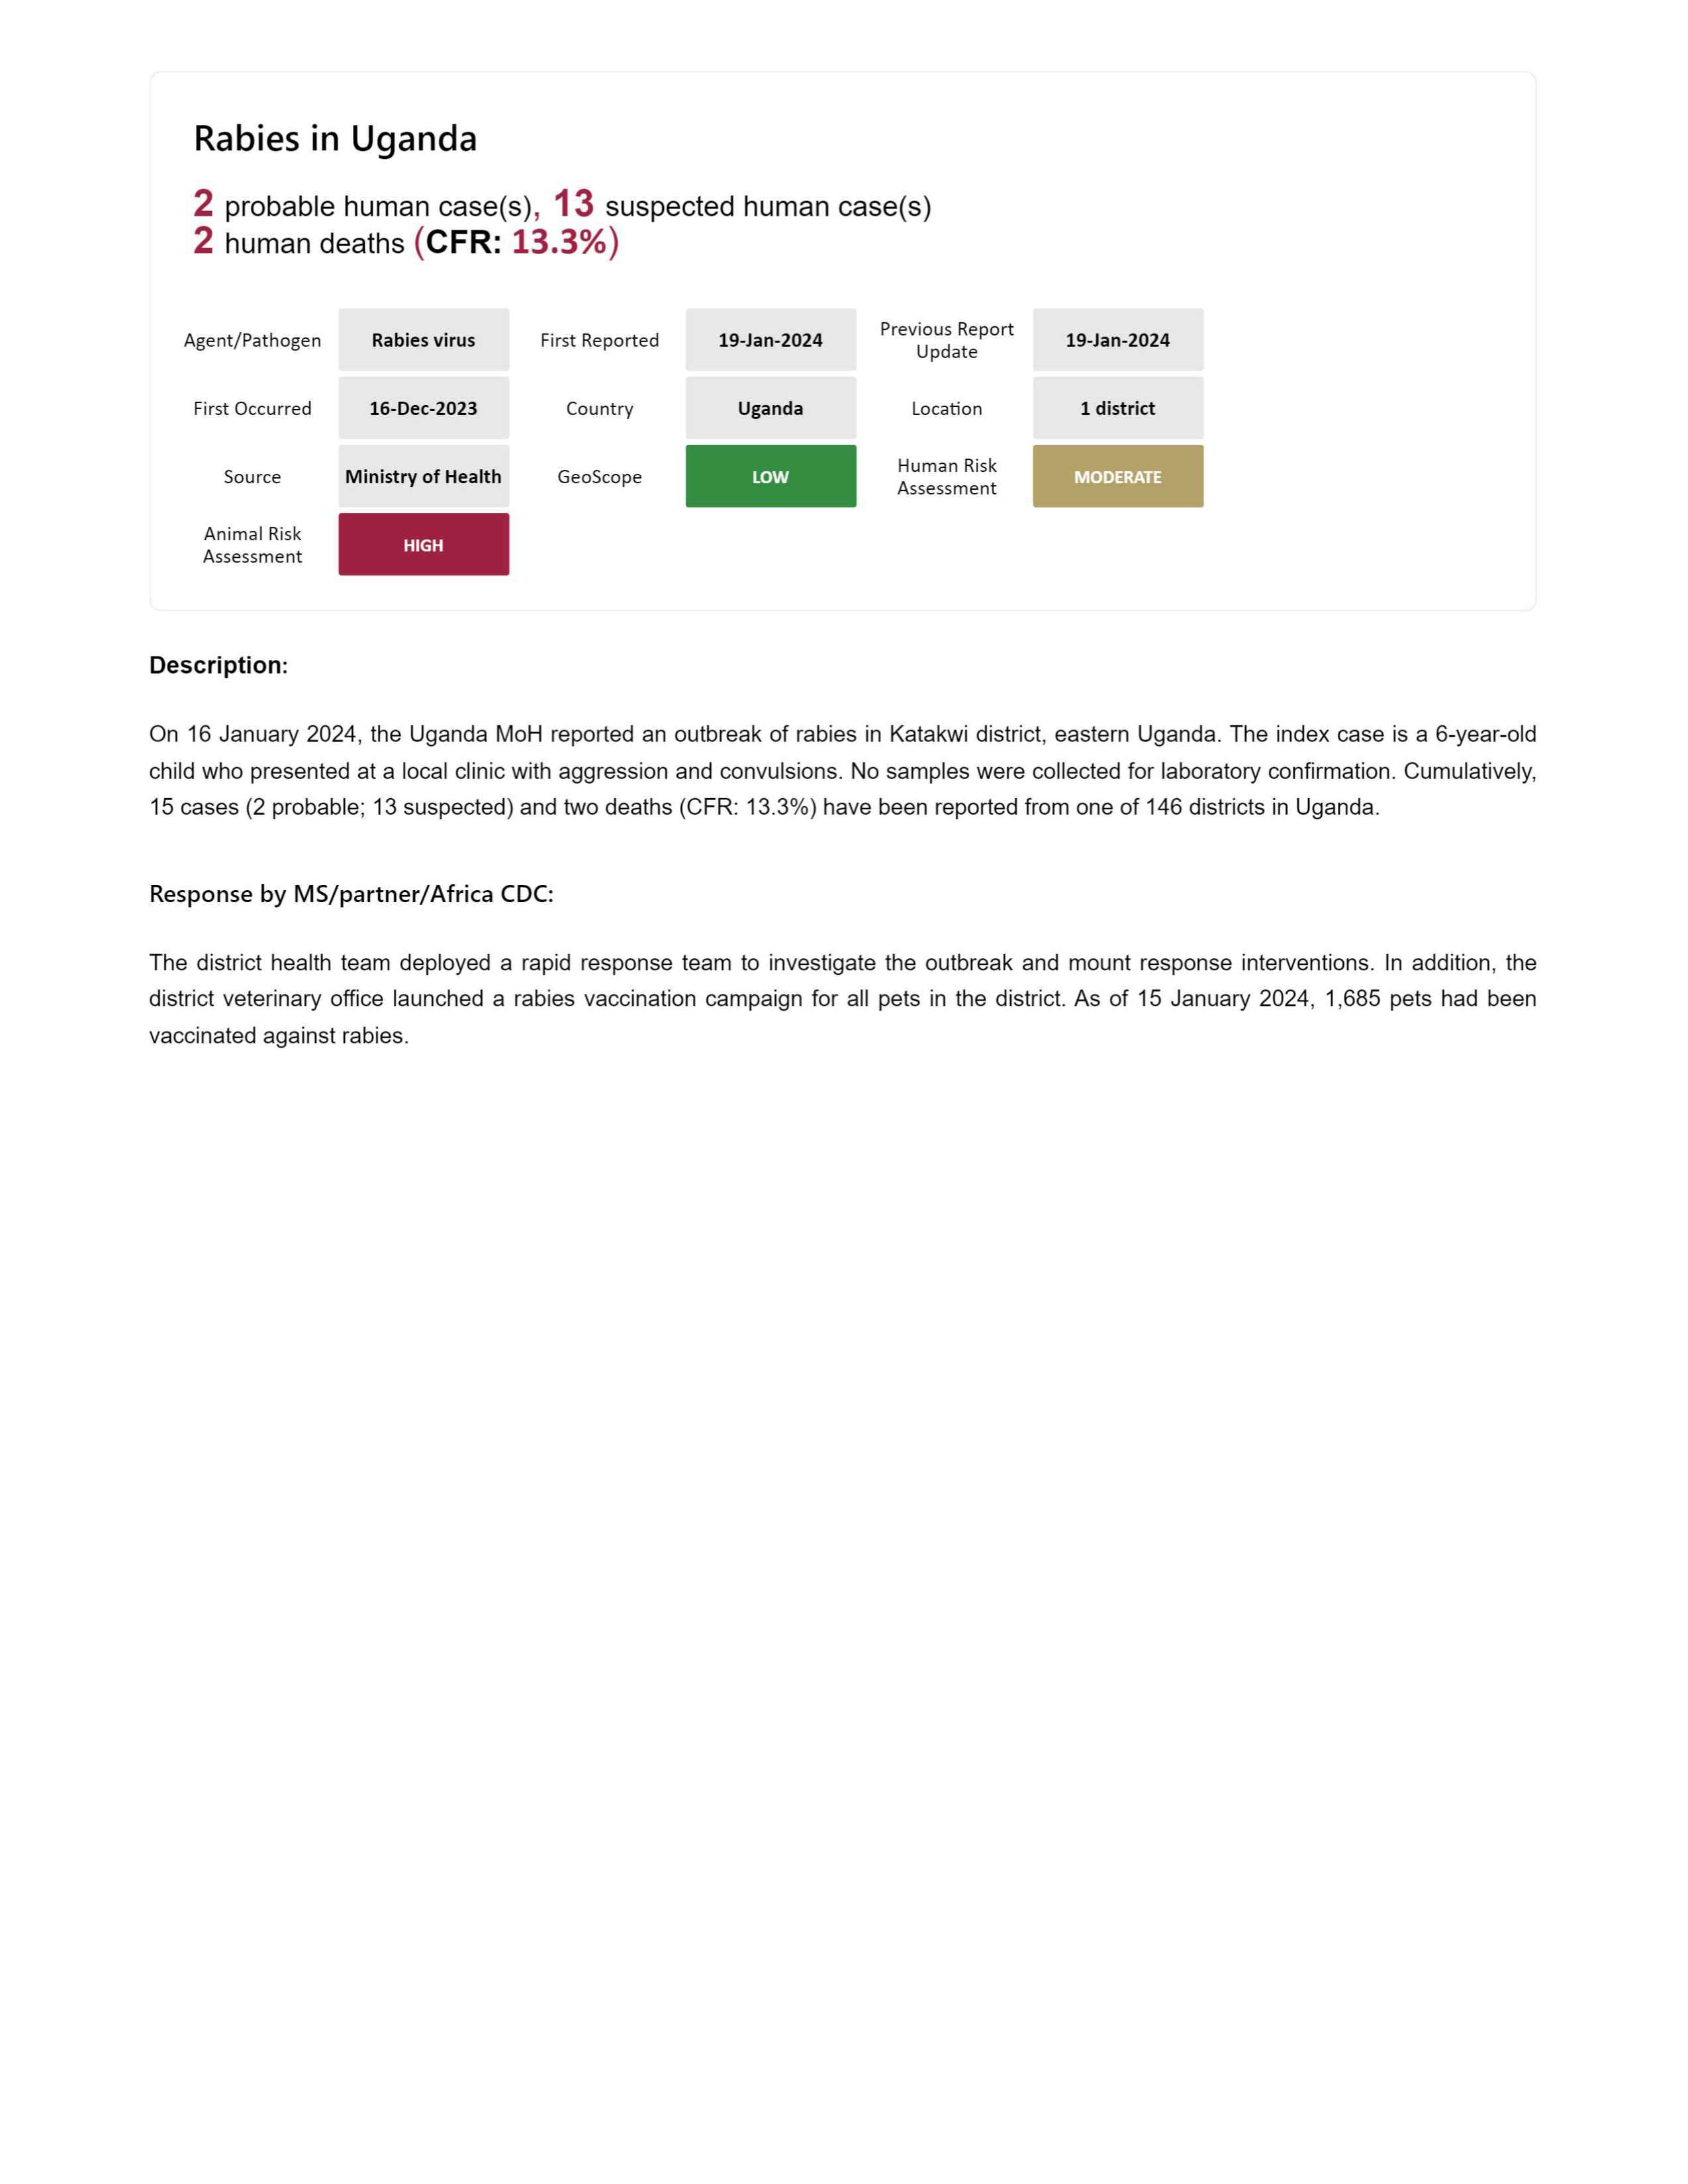 Rabies in Uganda
2 probable human case(s), 13 suspected human case(s)
2 human deaths (CFR: 13.3%)
Agent/Pathogen Rabies virus First Reported 19-Jan-2024 Previous Report Update 19-Jan-2024
First Occurred 16-Dec-2023 Country Uganda Location 1 district
Source Ministry of Health GeoScope LOW Human Risk Assessment MODERATE
Animal Risk Assessment HIGH
Description:
On 16 January 2024, the Uganda MoH reported an outbreak of rabies in Katakwi district, eastern Uganda. The index case is a 6-year-old
child who presented at a local clinic with aggression and convulsions. No samples were collected for laboratory confirmation. Cumulatively,
15 cases (2 probable; 13 suspected) and two deaths (CFR: 13.3%) have been reported from one of 146 districts in Uganda.
Response by MS/partner/Africa CDC:
The district health team deployed a rapid response team to investigate the outbreak and mount response interventions. In addition, the
district veterinary office launched a rabies vaccination campaign for all pets in the district. As of 15 January 2024, 1,685 pets had been
vaccinated against rabies.